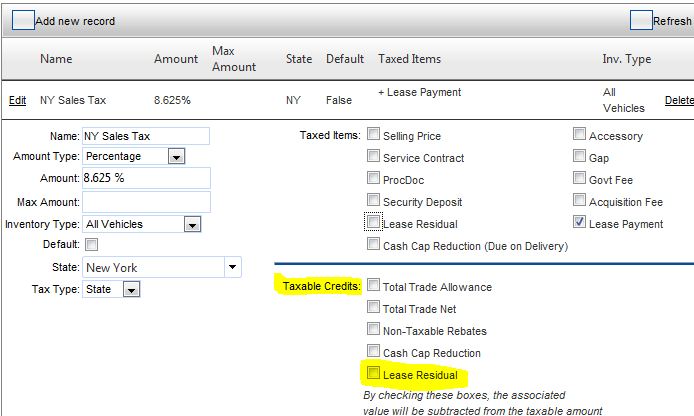 Add new record Refresh
Name Amount Max Amount State Default Taxed Items Inv. Type
Edit NY Sales Tax 8.625% NY False + Lease Payment All Vehicles Delete
Name: NY Sales Tax
Amount Type: Percentage
Amount: 8.625 %
Max Amount:
Inventory Type: All Vehicles
Default:
State: New York
Tax Type: State
Taxed Items: Selling Price Accessory
Service Contract Gap
ProcDoc Govt Fee
Security Deposit Acquisition Fee
Lease Residual Lease Payment
Cash Cap Reduction (Due on Delivery)
Taxable Credits: Total Trade Allowance
Total Trade Net
Non-Taxable Rebates
Cash Cap Reduction
Lease Residual
By checking these boxes, the associated
value will be subtracted from the taxable amount